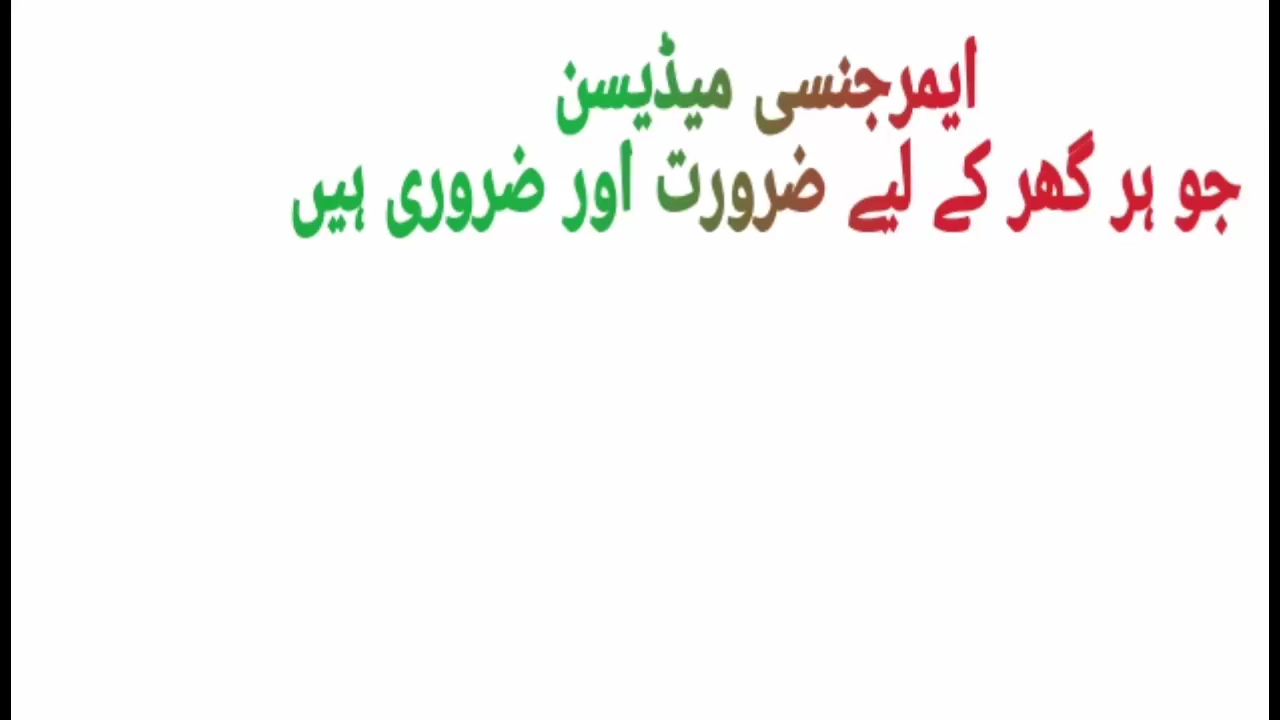 ایمرجنسی میڈیسن
جو ہر گھر کے لیے ضرورت اور ضروری ہیں